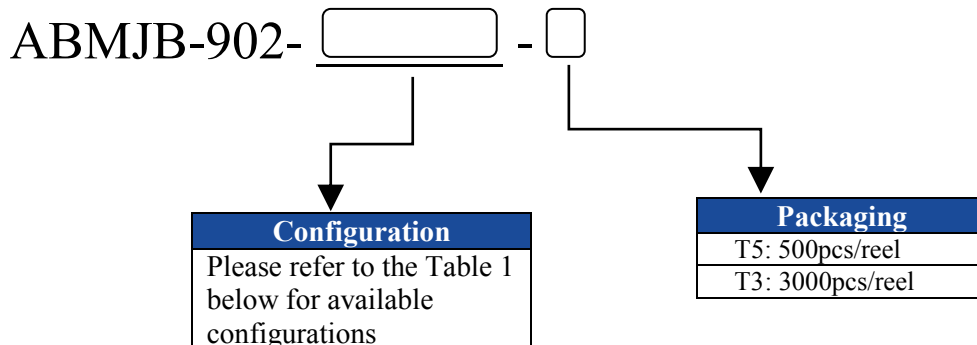 ABMJB-902- -
Configuration
Please refer to the Table 1
below for available
configurations
Packaging
T5: 500pcs/reel
T3: 3000pcs/reel